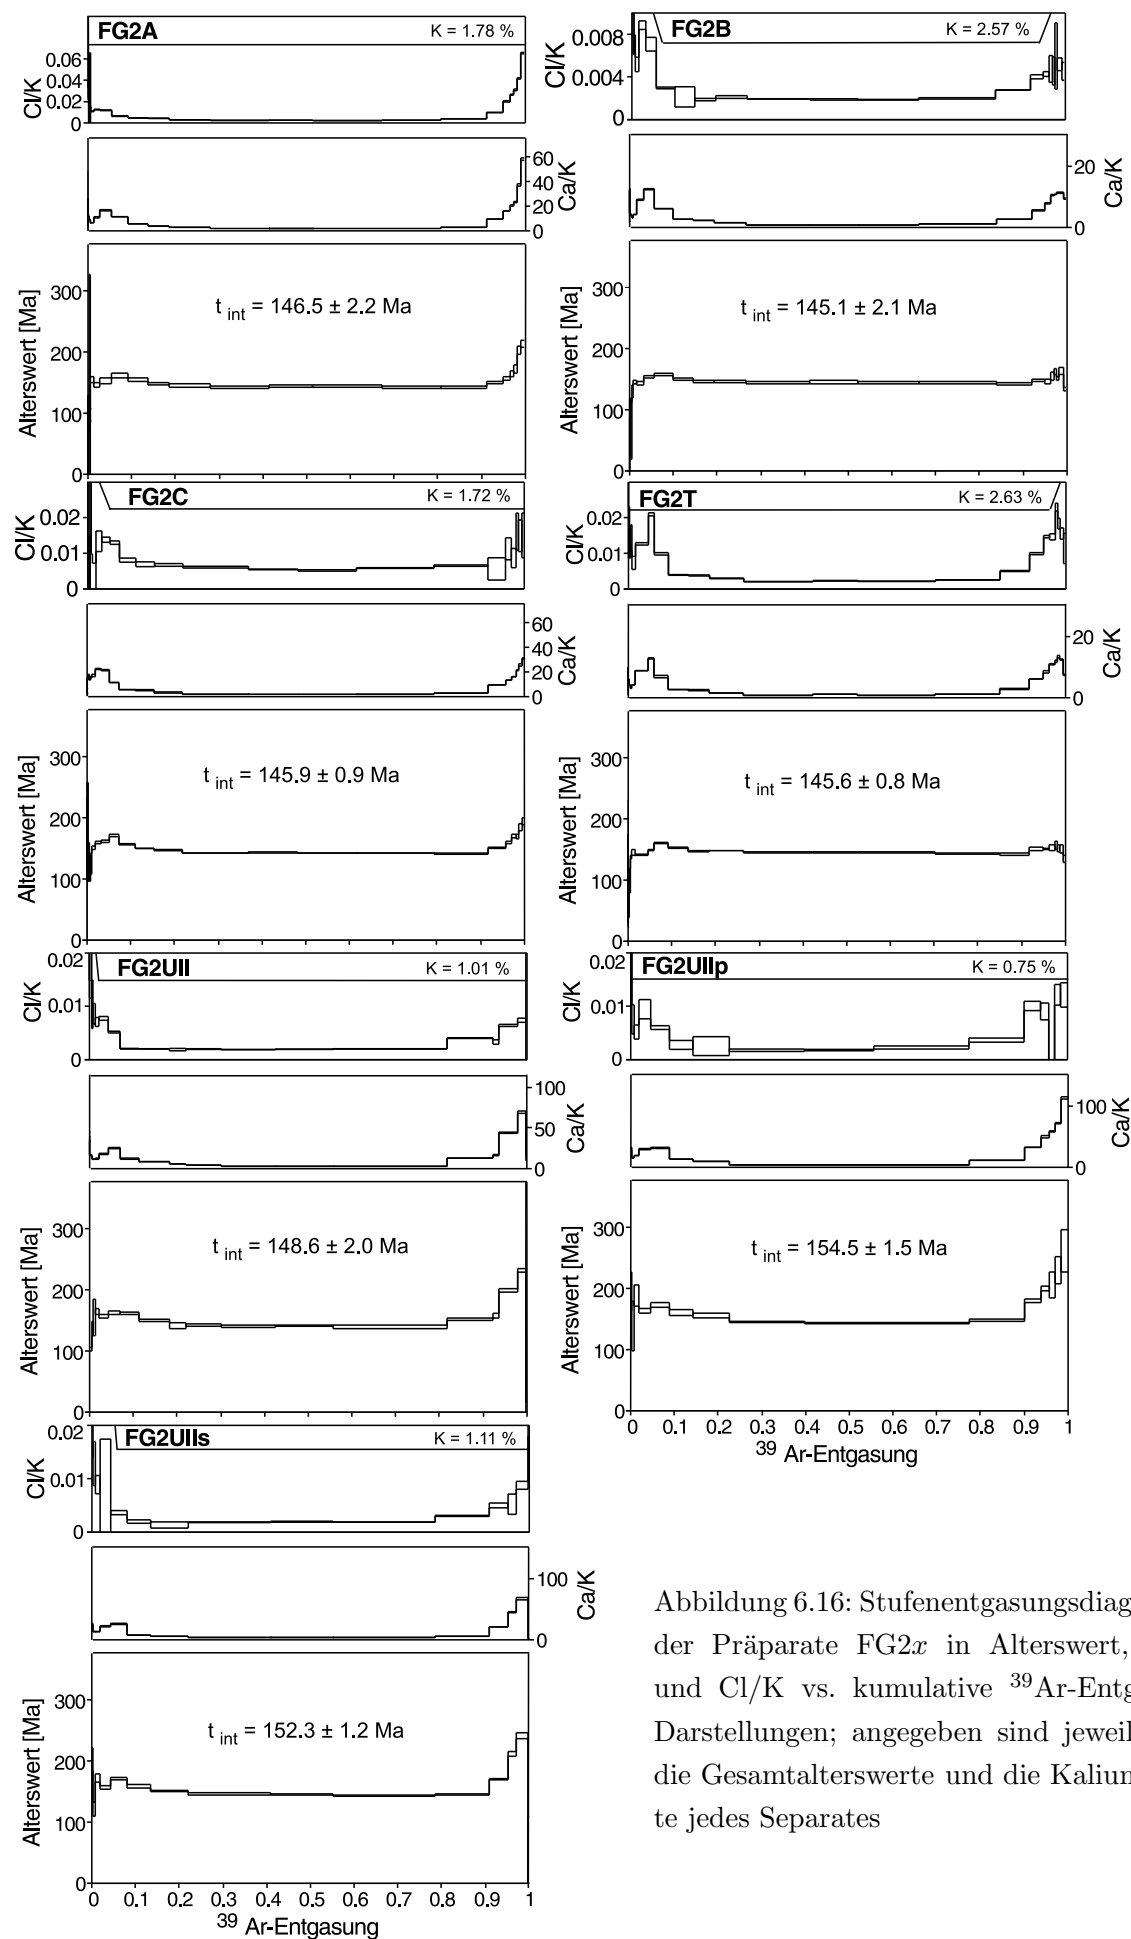 FG2A K = 1.78 %
Cl/K
0.06
0.04
0.02
0
60
40
20
0
Ca/K
Alterswert [Ma]
300
200
100
0
t int = 146.5 ± 2.2 Ma
FG2B K = 2.57 %
Cl/K
0.008
0.004
0
20
0
Ca/K
Alterswert [Ma]
300
200
100
0
t int = 145.1 ± 2.1 Ma
FG2C K = 1.72 %
Cl/K
0.02
0.01
0
60
40
20
0
Ca/K
Alterswert [Ma]
300
200
100
0
t int = 145.9 ± 0.9 Ma
FG2T K = 2.63 %
Cl/K
0.02
0.01
0
20
0
Ca/K
Alterswert [Ma]
300
200
100
0
t int = 145.6 ± 0.8 Ma
FG2UII K = 1.01 %
Cl/K
0.02
0.01
0
100
50
0
Ca/K
Alterswert [Ma]
300
200
100
0
t int = 148.6 ± 2.0 Ma
FG2UIIp K = 0.75 %
Cl/K
0.02
0.01
0
100
0
Ca/K
Alterswert [Ma]
300
200
100
0
t int = 154.5 ± 1.5 Ma
0 0.1 0.2 0.3 0.4 0.5 0.6 0.7 0.8 0.9 1
39 Ar-Entgasung
FG2UIIs K = 1.11 %
Cl/K
0.02
0.01
0
100
0
Ca/K
Alterswert [Ma]
300
200
100
0
t int = 152.3 ± 1.2 Ma
0 0.1 0.2 0.3 0.4 0.5 0.6 0.7 0.8 0.9 1
39 Ar-Entgasung
Abbildung 6.16: Stufenentgasungsdiag
der Präparate FG2x in Alterswert,
und Cl/K vs. kumulative 39Ar-Entg
Darstellungen; angegeben sind jeweil
die Gesamtalterswerte und die Kaliun
te jedes Separates